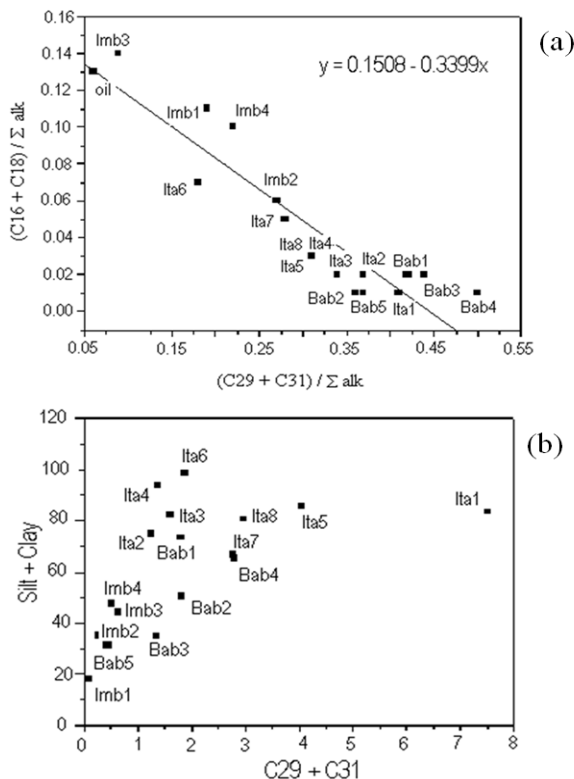 (a)
y = 0.1508 - 0.3399x
(C16 + C18) / Σ alk
0.16
0.14
0.12
0.10
0.08
0.06
0.04
0.02
0.00
Imb3
oil
Imb1
Imb4
Ita6
Imb2
Ita7
Ita8
Ita4
Ita5
Ita3
Ita2
Bab1
Bab2
Bab5
Ita1
Bab3
Bab4
0.05
0.15
0.25
0.35
0.45
0.55
(C29 + C31) / Σ alk
(b)
Silt + Clay
120
100
80
60
40
20
0
Ita6
Ita4
Ita3
Ita2
Bab1
Ita8
Ita5
Ita1
Ita7
Bab4
Imb4
Imb3
Bab2
Imb2
Bab5
Bab3
Imb1
0
1
2
3
4
5
6
7
8
C29 + C31